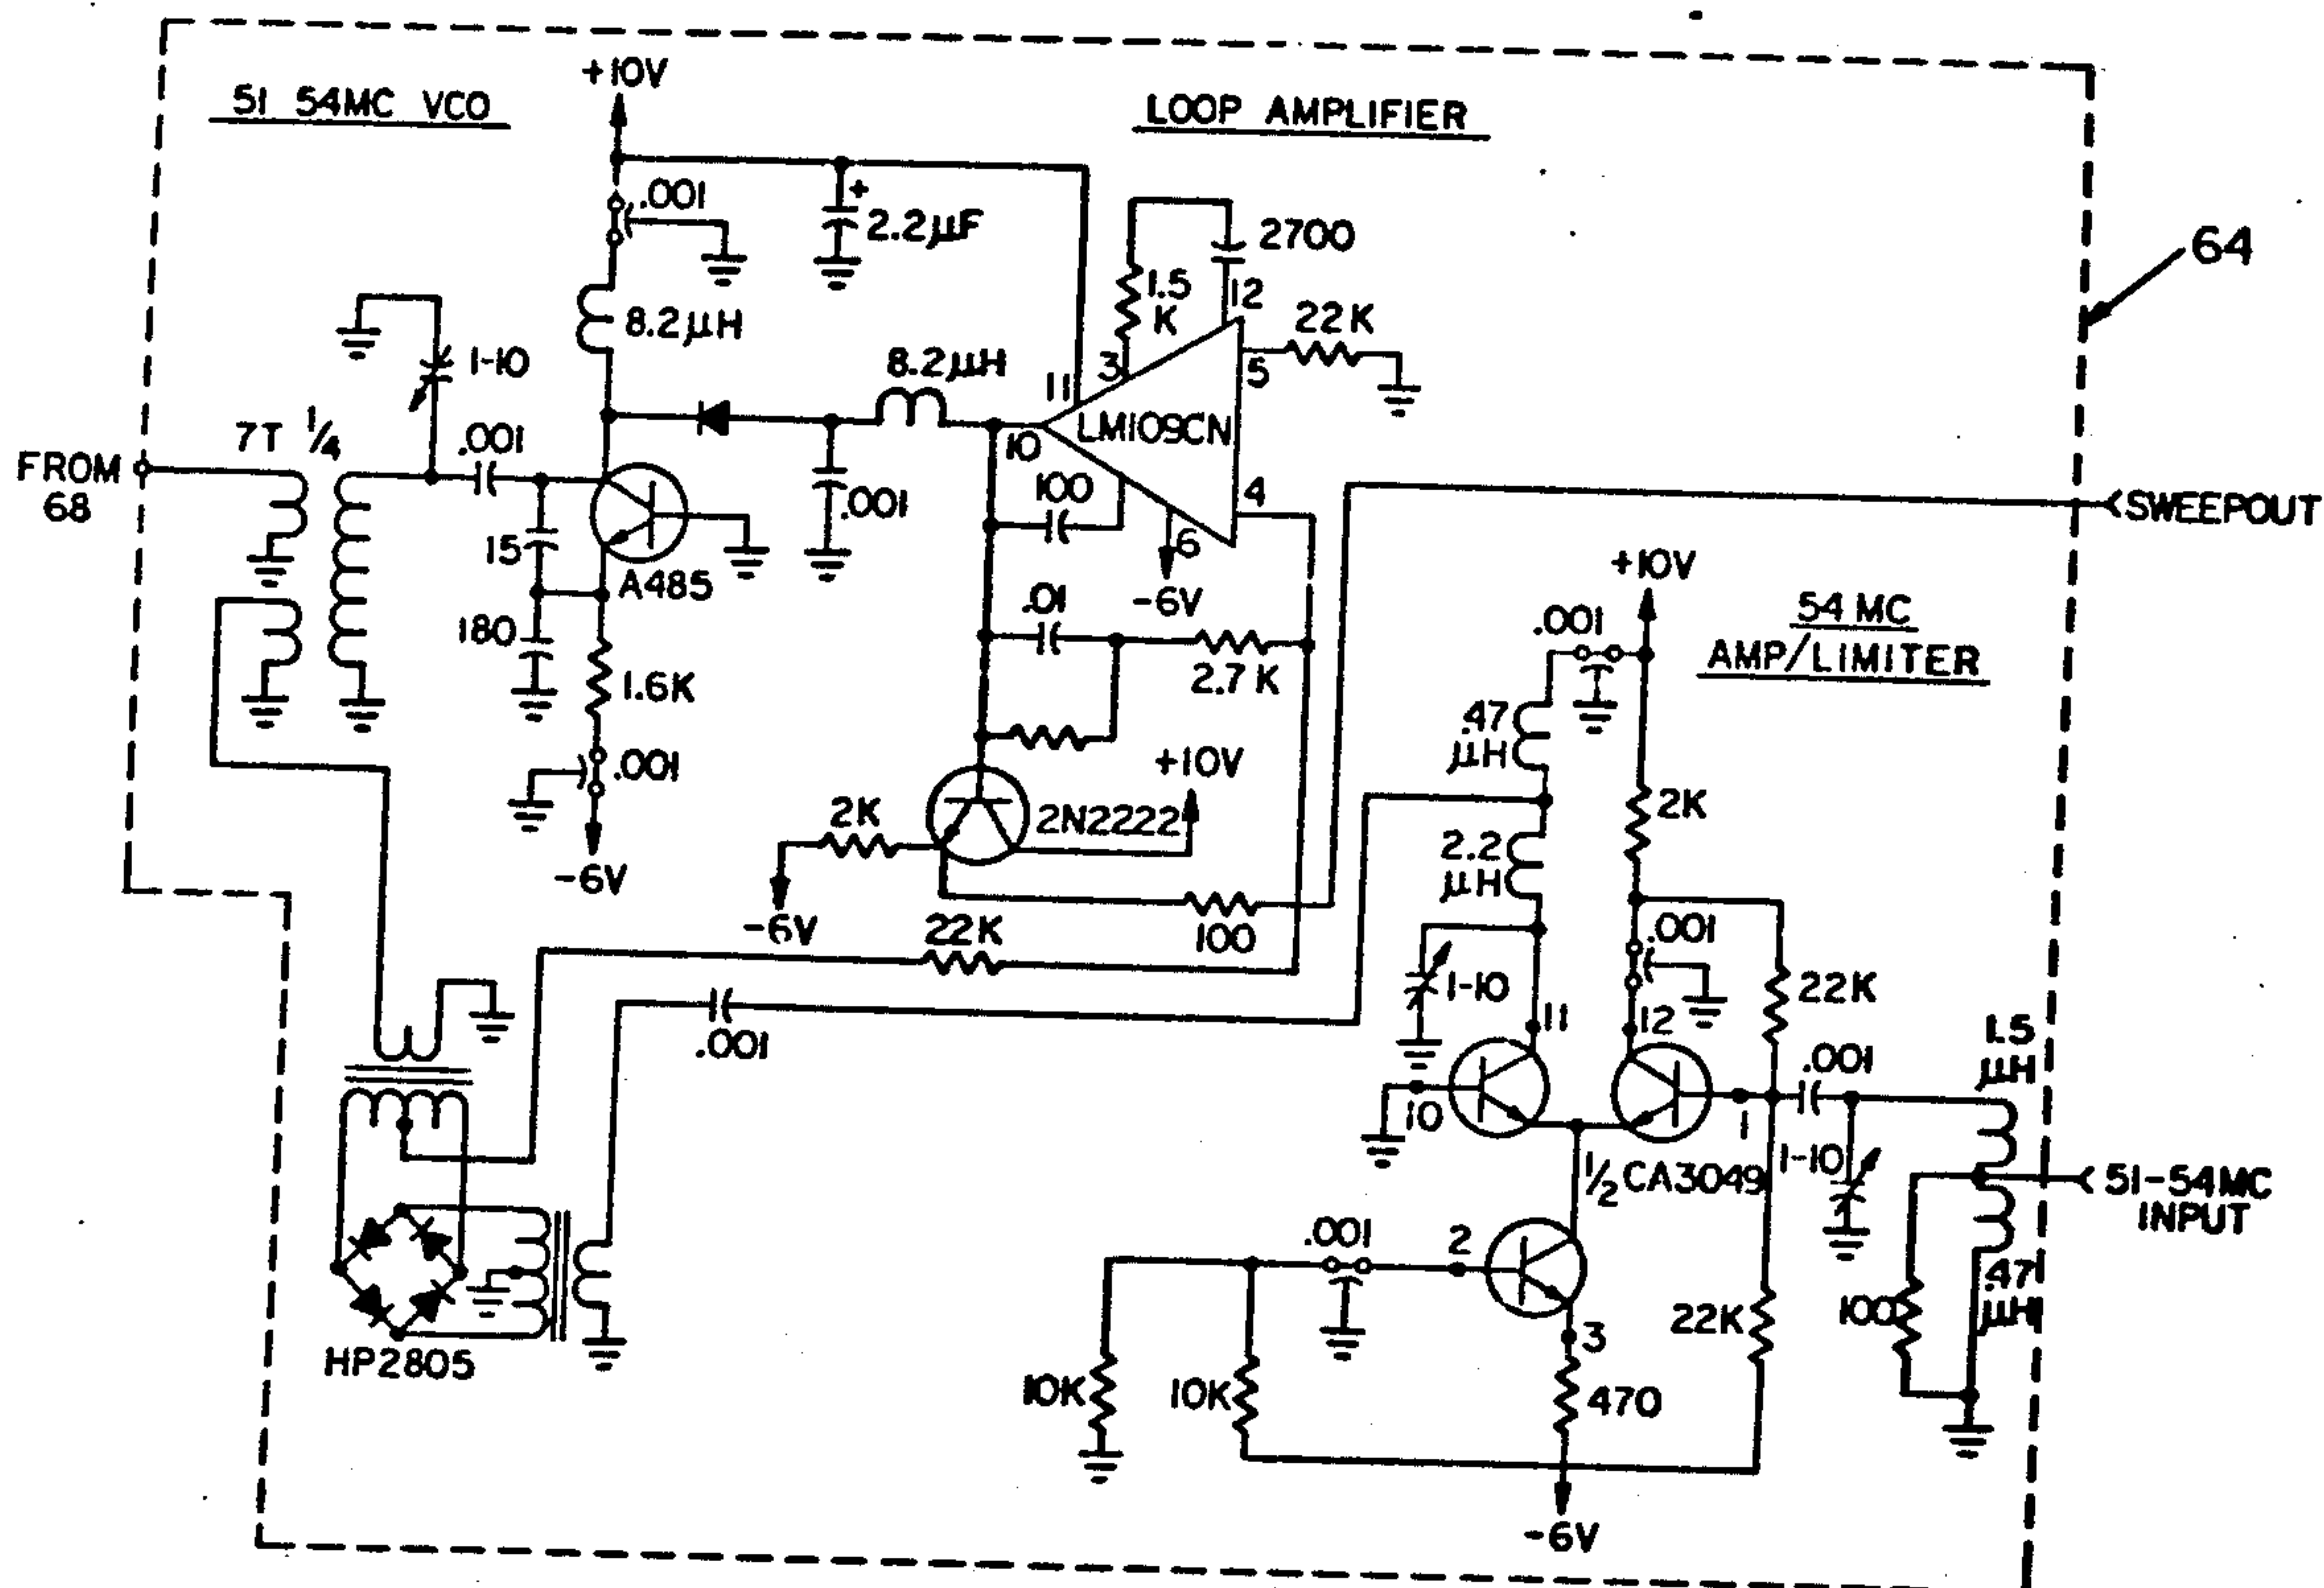 51 54MC VCO
+10V
LOOP AMPLIFIER
.001
+
2.2µF
2700
64
1.5
K
12
22K
8.2µH
1-10
8.2µH
11
3
5
7T 1/4
.001
10
LM109CN
FROM
68
100
4
.001
SWEEPOUT
15
A485
6
-6V
+10V
.01
.001
54 MC
AMP/LIMITER
180
1.6K
2.7K
.47
µH
.001
+10V
2K
2N2222
2K
2.2
µH
-6V
-6V
22K
100
.001
1-10
22K
.001
11
12
1.5
µH
.001
10
1
1-10
1/2 CA3049
51-54MC
INPUT
.001
2
.47
µH
22K
100
3
HP2805
10K
10K
470
-6V